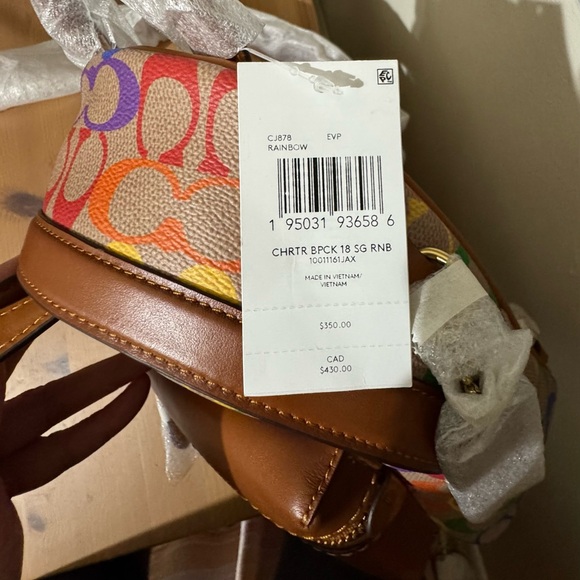 CJ878 EVP
RAINBOW
1 95031 93658 6
CHRTR BPCK 18 SG RNB
10011161JAX
MADE IN VIETNAM/
VIETNAM
$350.00
CAD
$430.00